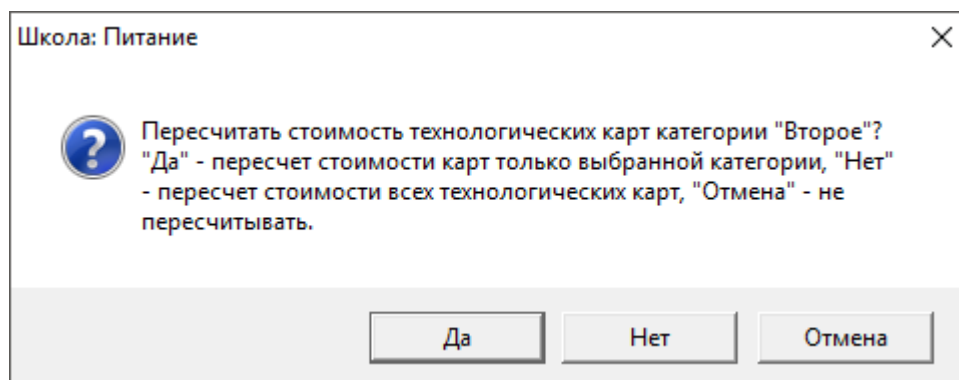 Школа: Питание
Пересчитать стоимость технологических карт категории "Второе"?
"Да" - пересчет стоимости карт только выбранной категории, "Нет"
- пересчет стоимости всех технологических карт, "Отмена" - не
пересчитывать.
Да
Нет
Отмена